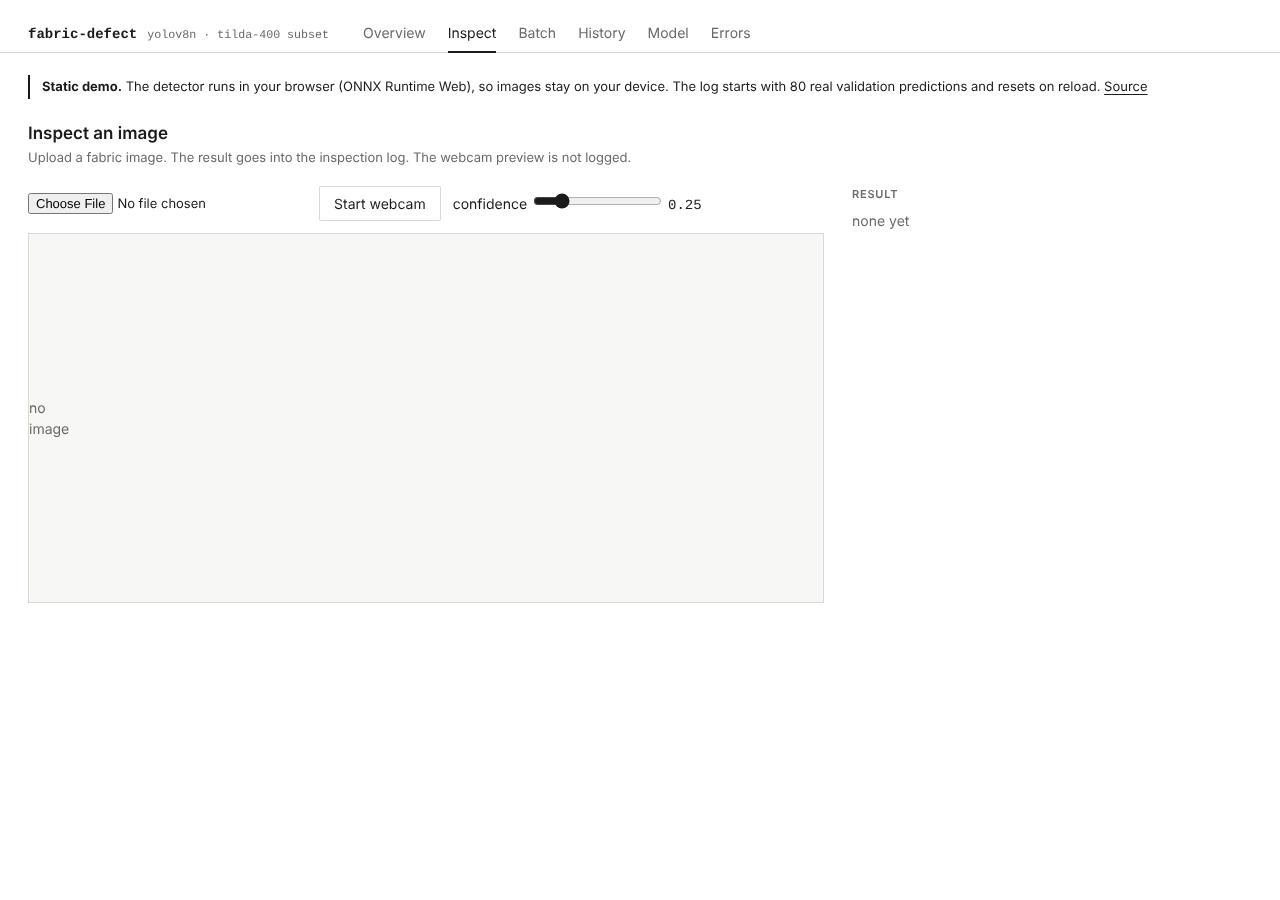 fabric-defect yolov8n · tilda-400 subset Overview Inspect Batch History Model Errors
Static demo. The detector runs in your browser (ONNX Runtime Web), so images stay on your device. The log starts with 80 real validation predictions and resets on reload. Source
Inspect an image
Upload a fabric image. The result goes into the inspection log. The webcam preview is not logged.
Choose File No file chosen Start webcam confidence 0.25
no
image
RESULT
none yet